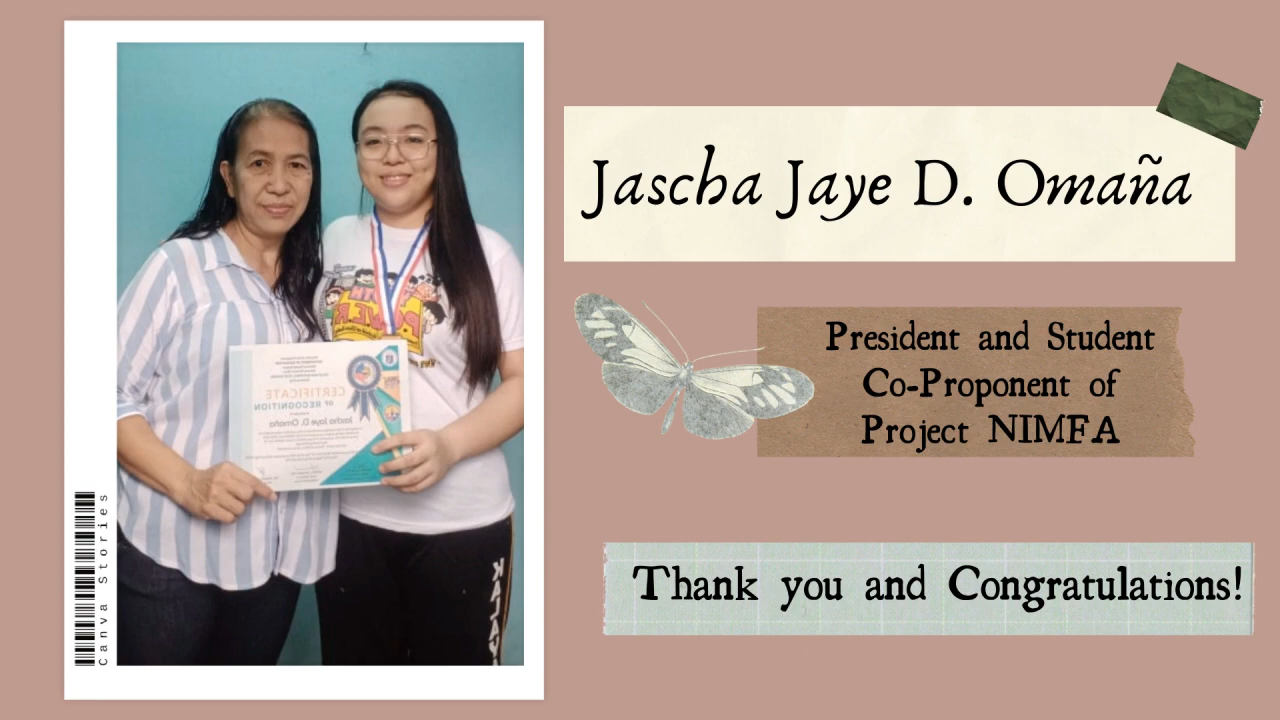 Canva Stories
CERTIFICATE
OF RECOGNITION
Jascha Jaye D. Omaña
POWER
Jascha Jaye D. Omaña
President and Student
Co-Proponent of
Project NIMFA
Thank you and Congratulations!